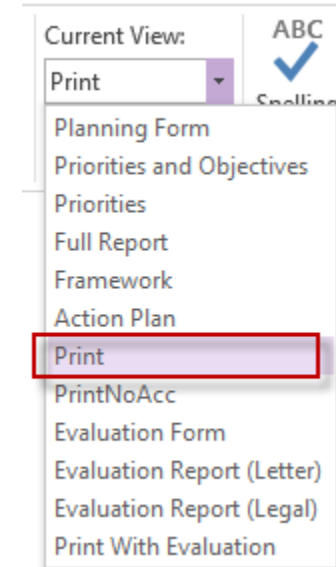 Current View:
ABC
Print
Spelling
Planning Form
Priorities and Objectives
Priorities
Full Report
Framework
Action Plan
Print
PrintNoAcc
Evaluation Form
Evaluation Report (Letter)
Evaluation Report (Legal)
Print With Evaluation